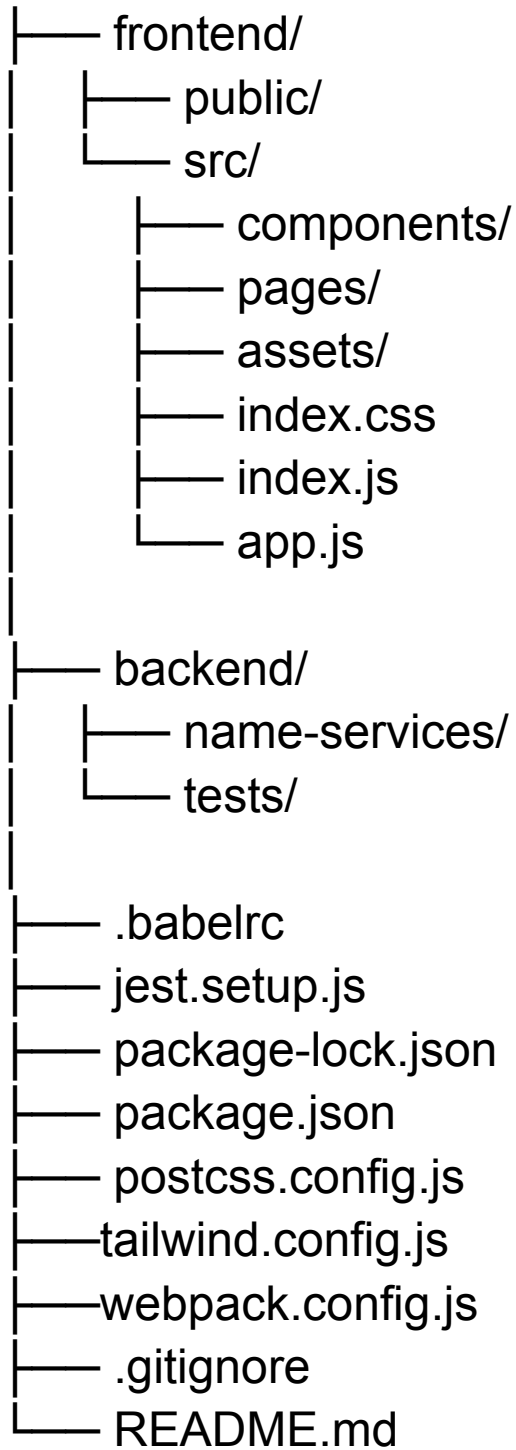 ├── frontend/
│   ├── public/
│   └── src/
│       ├── components/
│       ├── pages/
│       ├── assets/
│       ├── index.css
│       ├── index.js
│       └── app.js
│
├── backend/
│   ├── name-services/
│   └── tests/
│
├── .babelrc
├── jest.setup.js
├── package-lock.json
├── package.json
├── postcss.config.js
├──tailwind.config.js
├──webpack.config.js
├── .gitignore
└── README.md